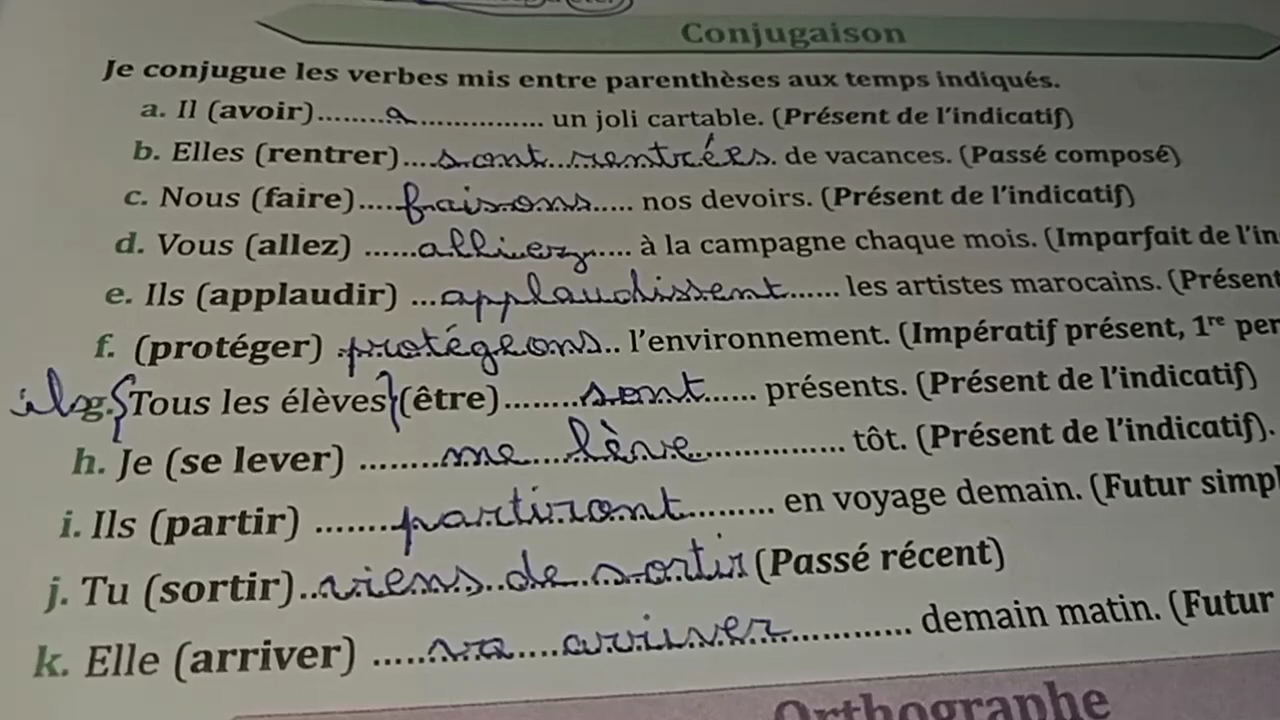 Conjugaison
Je conjugue les verbes mis entre parenthèses aux temps indiqués.
a. Il (avoir)........a................ un joli cartable. (Présent de l'indicatif)
b. Elles (rentrer)....sont rentrées. de vacances. (Passé composé)
c. Nous (faire).....faisons..... nos devoirs. (Présent de l'indicatif)
d. Vous (allez) ......alliez..... à la campagne chaque mois. (Imparfait de l'in
e. Ils (applaudir) ...applaudissent...... les artistes marocains. (Présent
f. (protéger) .protégeons.. l'environnement. (Impératif présent, 1re per
ils g. {Tous les élèves} (être)........sont...... présents. (Présent de l'indicatif)
h. Je (se lever) ........me lève............... tôt. (Présent de l'indicatif).
i. Ils (partir) .......partiront......... en voyage demain. (Futur simpl
j. Tu (sortir)..viens de sortir (Passé récent)
k. Elle (arriver) .....va....arriver............ demain matin. (Futur
Orthographe